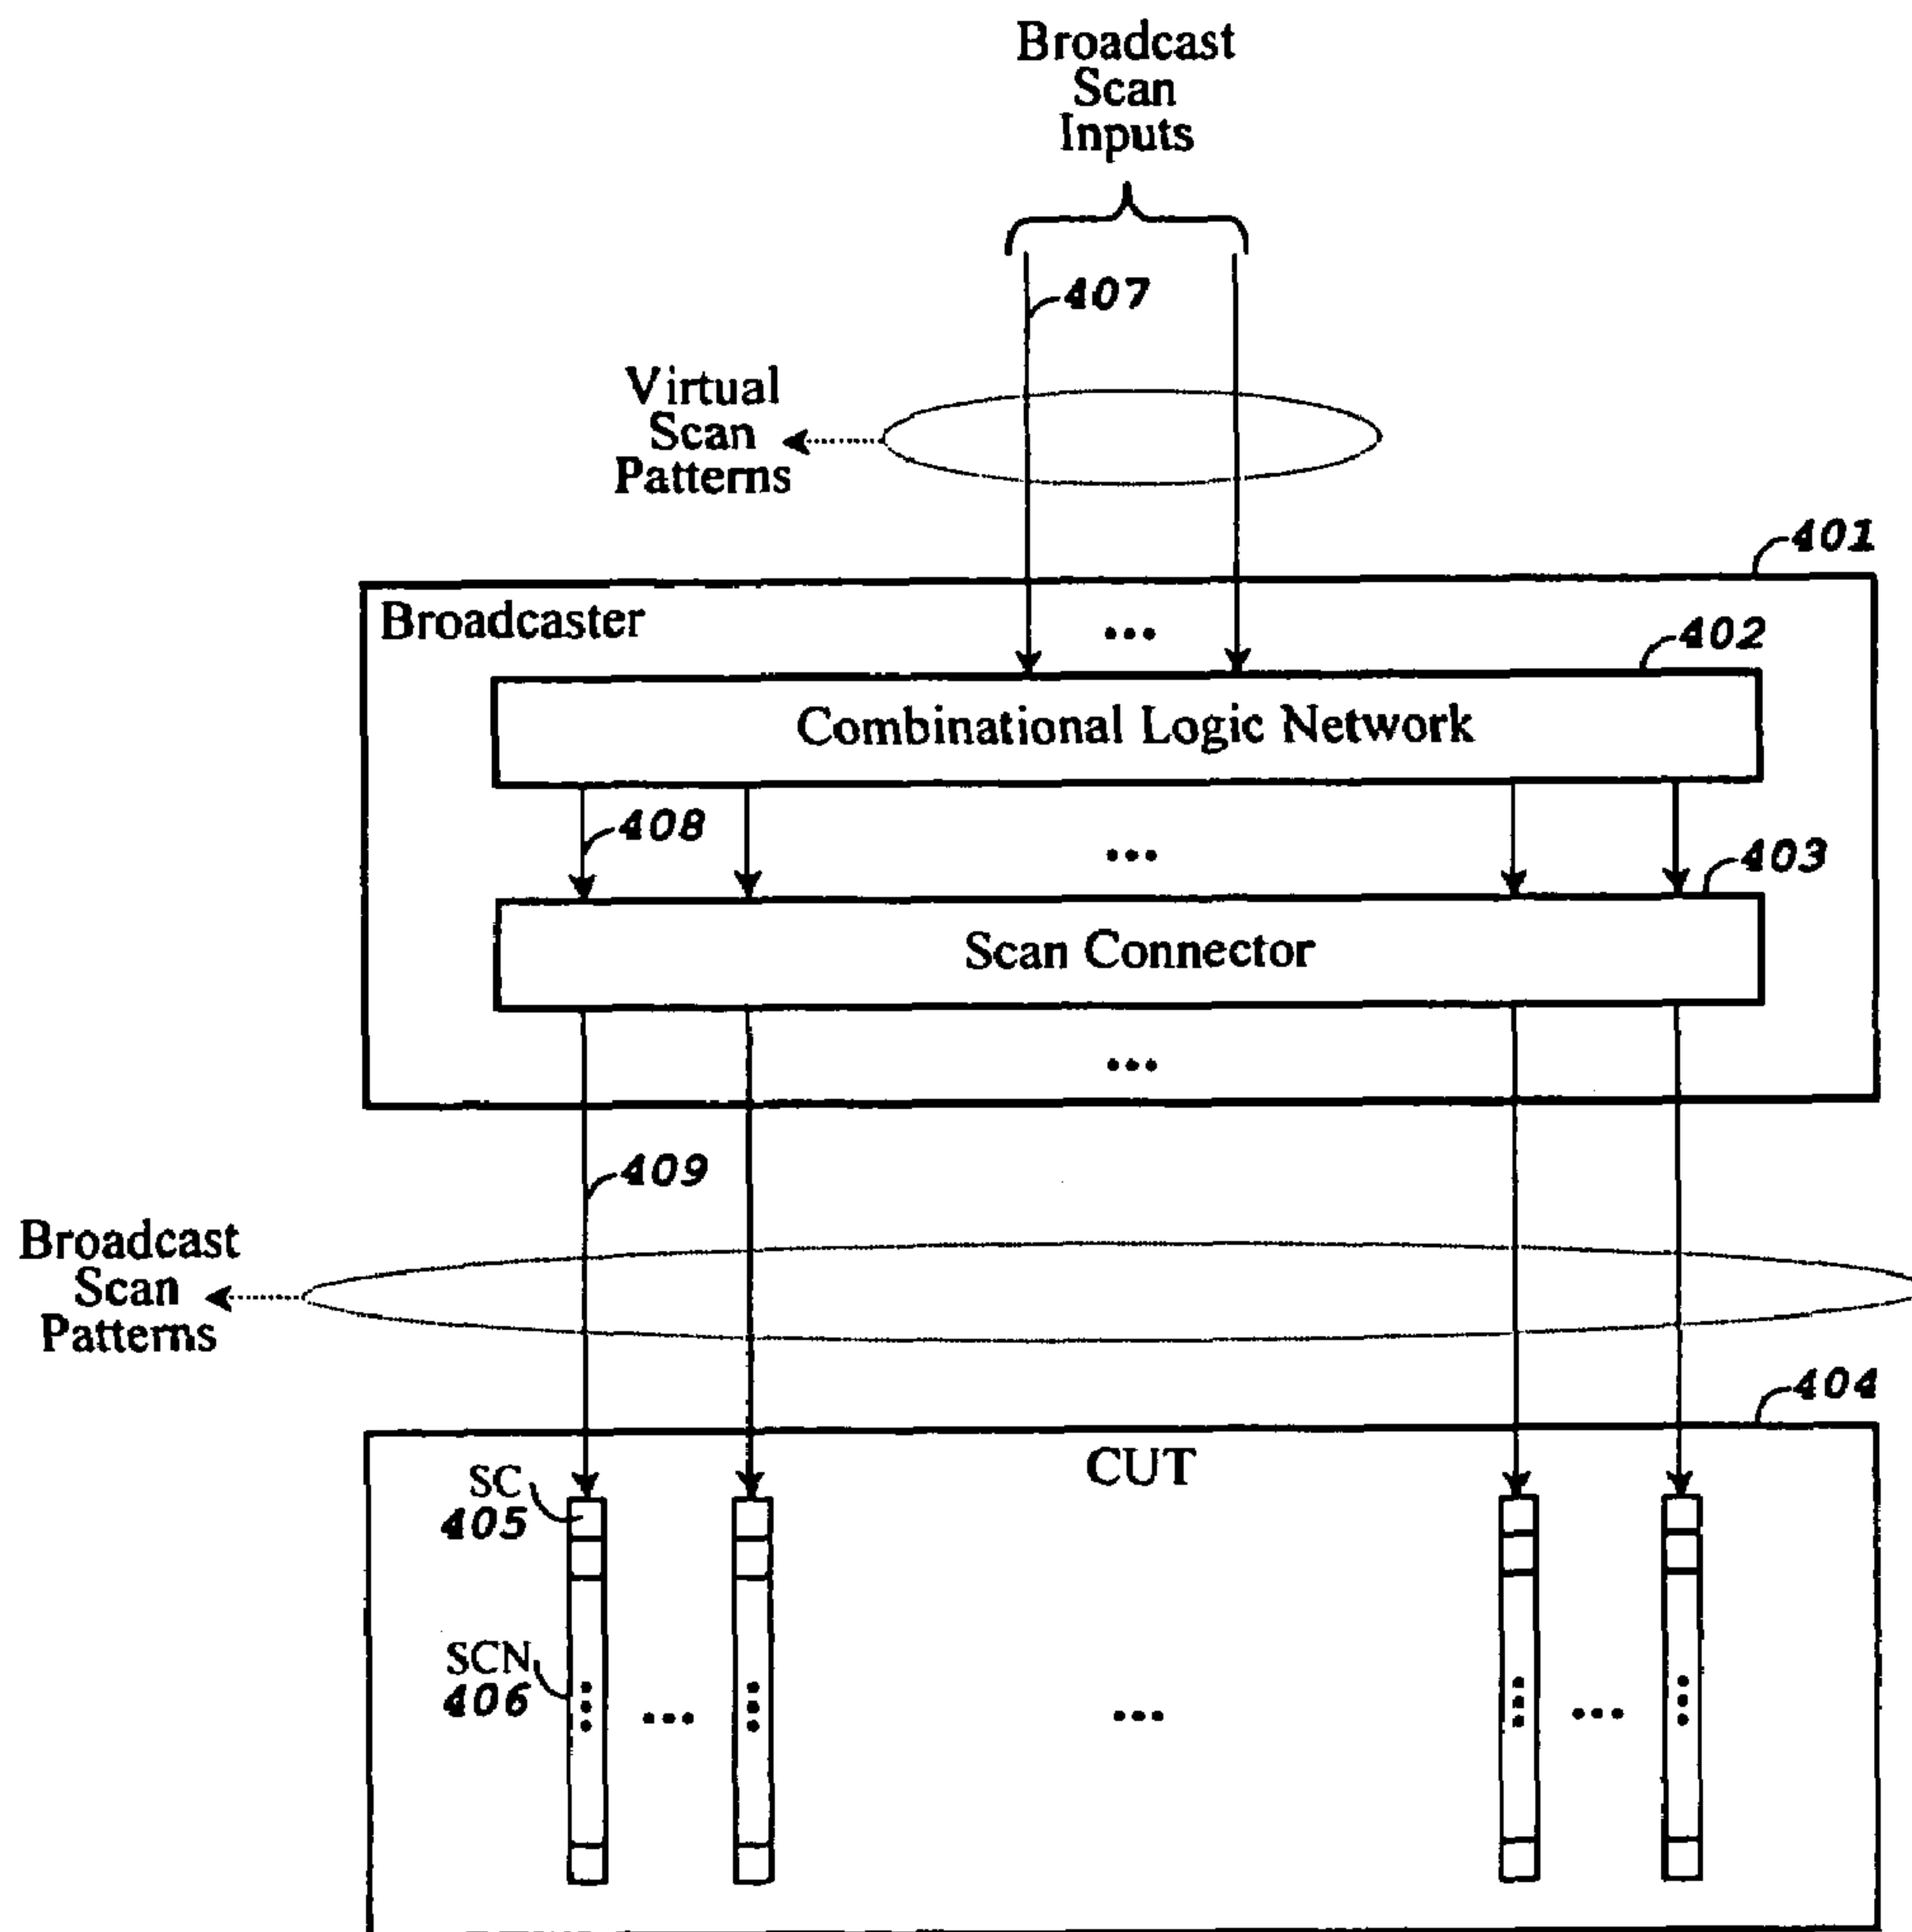 Broadcast
Scan
Inputs
407
Virtual
Scan
Patterns
401
Broadcaster
...
402
Combinational Logic Network
408
...
403
Scan Connector
...
409
Broadcast
Scan
Patterns
404
CUT
SC
405
SCN
406
... ... ...